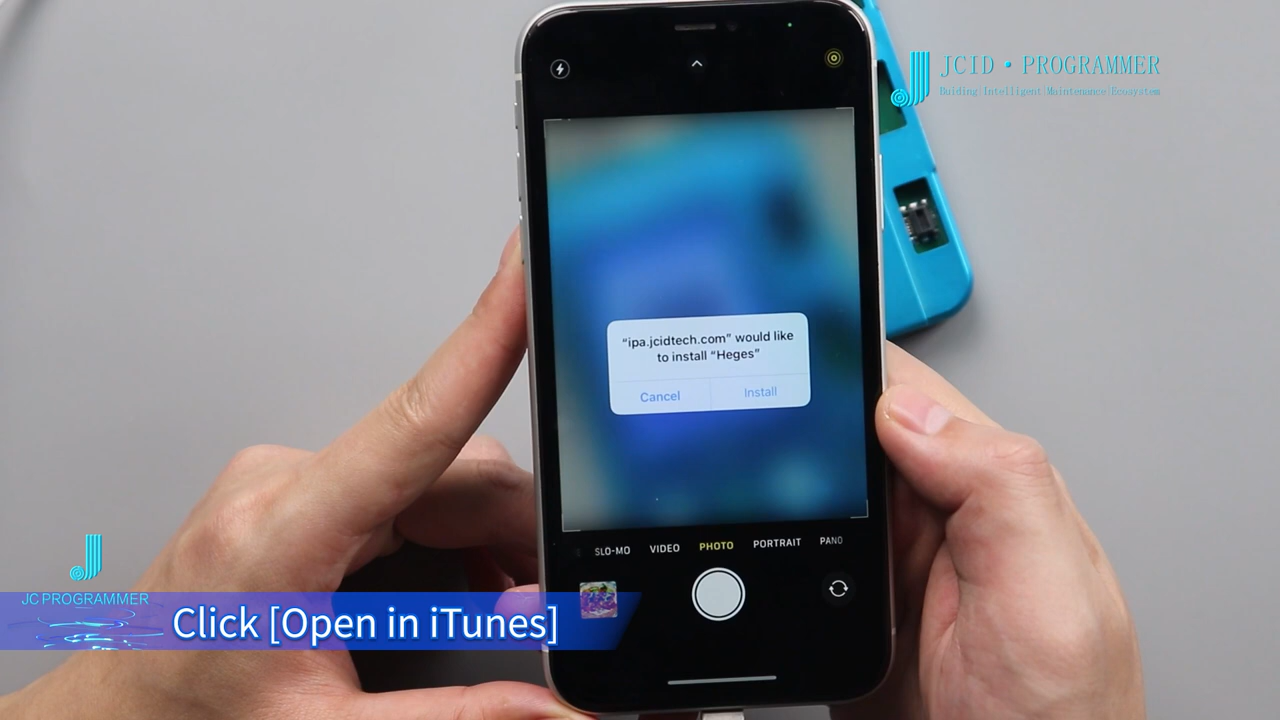 JCID • PROGRAMMER
Buiding|Intelligent|Maintenance|Ecosystem
“ipa.jcidtech.com” would like
to install “Heges”
Cancel
Install
SLO-MO
VIDEO
PHOTO
PORTRAIT
PANO
JC PROGRAMMER
Click [Open in iTunes]